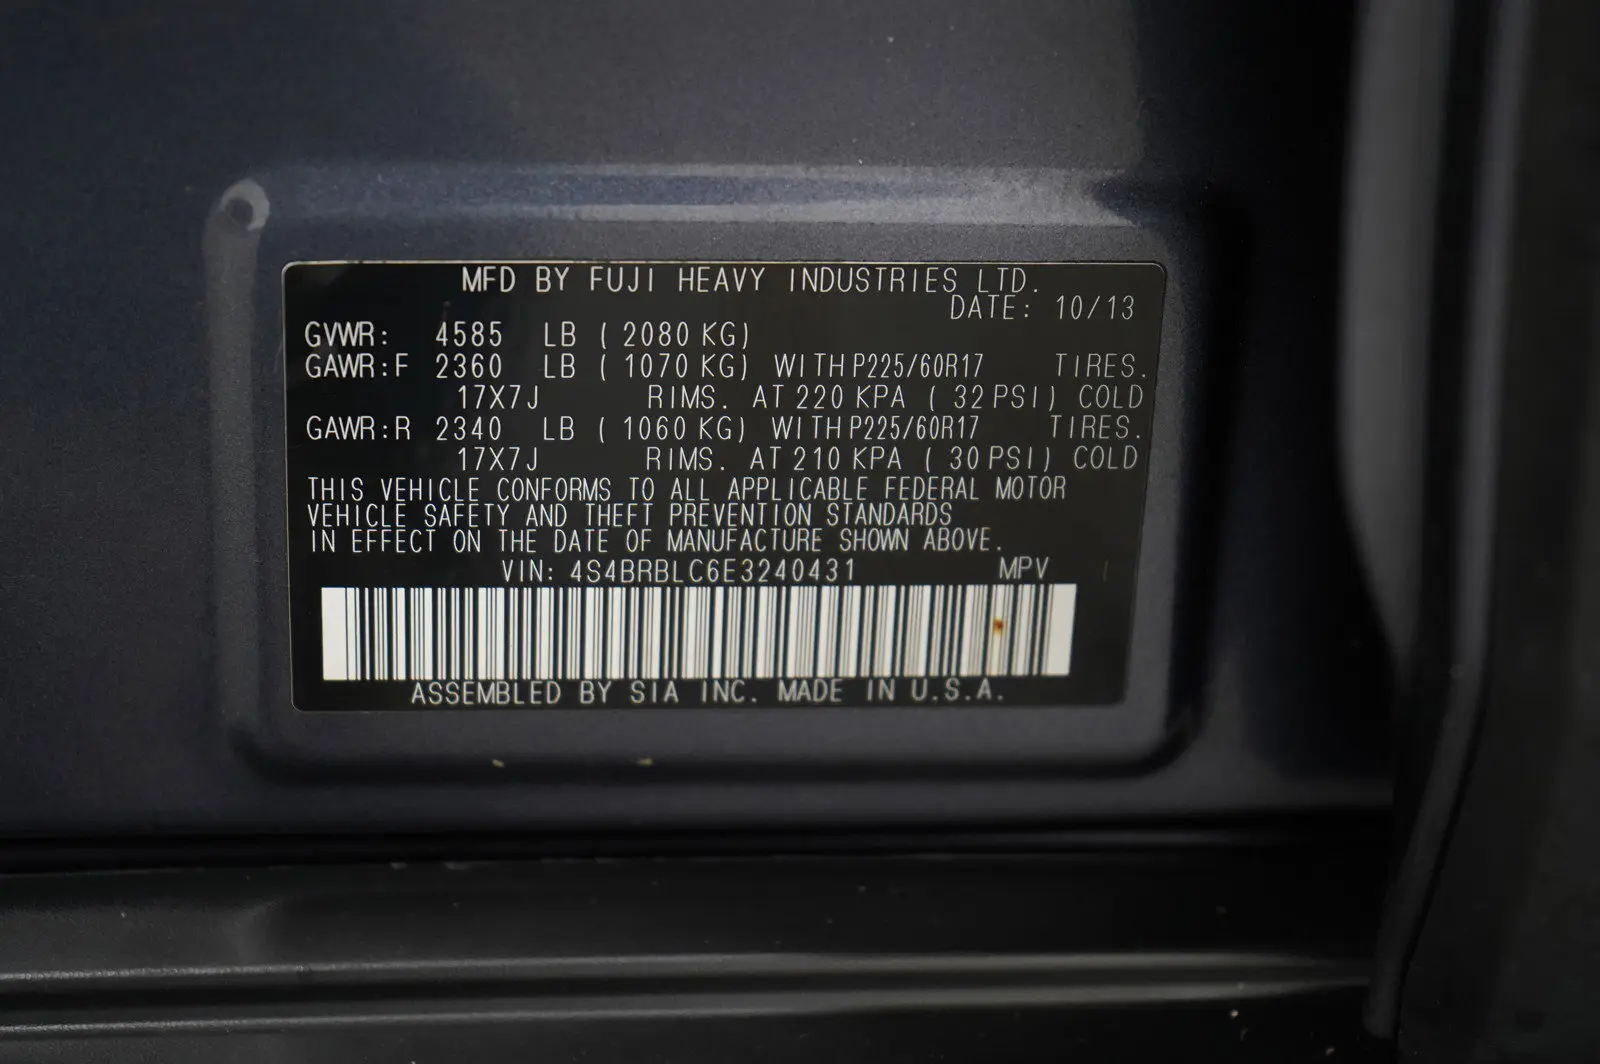 MFD BY FUJI HEAVY INDUSTRIES LTD.
DATE: 10/13
GVWR: 4585 LB ( 2080 KG)
GAWR:F 2360 LB ( 1070 KG) WITH P225/60R17 TIRES.
17X7J RIMS. AT 220 KPA ( 32 PSI) COLD
GAWR:R 2340 LB ( 1060 KG) WITH P225/60R17 TIRES.
17X7J RIMS. AT 210 KPA ( 30 PSI) COLD
THIS VEHICLE CONFORMS TO ALL APPLICABLE FEDERAL MOTOR
VEHICLE SAFETY AND THEFT PREVENTION STANDARDS
IN EFFECT ON THE DATE OF MANUFACTURE SHOWN ABOVE.
VIN: 4S4BRBLC6E3240431 MPV
ASSEMBLED BY SIA INC. MADE IN U.S.A.